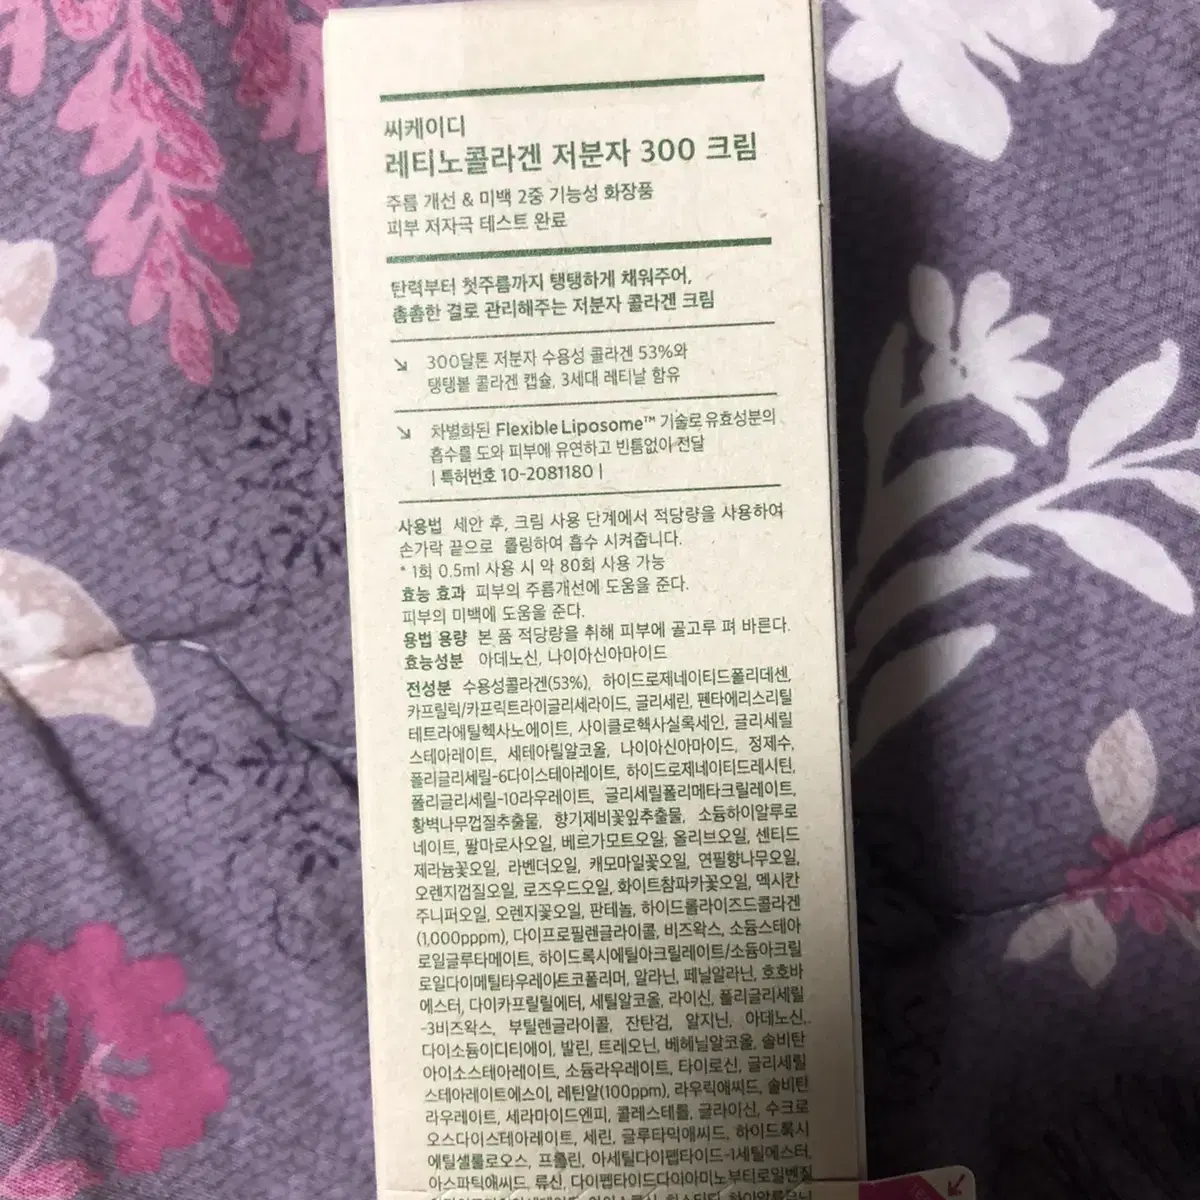 씨케이디
레티노콜라겐 저분자 300 크림
주름 개선 & 미백 2중 기능성 화장품
피부 저자극 테스트 완료
탄력부터 첫주름까지 탱탱하게 채워주어,
촘촘한 결로 관리해주는 저분자 콜라겐 크림
↘ 300달톤 저분자 수용성 콜라겐 53%와
탱탱볼 콜라겐 캡슐, 3세대 레티날 함유
↘ 차별화된 Flexible Liposome™ 기술로 유효성분의
흡수를 도와 피부에 유연하고 빈틈없이 전달
| 특허번호 10-2081180 |
사용법 세안 후, 크림 사용 단계에서 적당량을 사용하여
손가락 끝으로 롤링하여 흡수 시켜줍니다.
* 1회 0.5ml 사용 시 약 80회 사용 가능
효능 효과 피부의 주름개선에 도움을 준다.
피부의 미백에 도움을 준다.
용법 용량 본 품 적당량을 취해 피부에 골고루 펴 바른다.
효능성분 아데노신, 나이아신아마이드
전성분 수용성콜라겐(53%), 하이드로제네이티드폴리데센,
카프릴릭/카프릭트라이글리세라이드, 글리세린, 펜타에리스리틸
테트라에틸헥사노에이트, 사이클로헥사실록세인, 글리세릴
스테아레이트, 세테아릴알코올, 나이아신아마이드, 정제수,
폴리글리세릴-6다이스테아레이트, 하이드로제네이티드레시틴,
폴리글리세릴-10라우레이트, 글리세릴폴리메타크릴레이트,
황벽나무껍질추출물, 향기제비꽃잎추출물, 소듐하이알루로
네이트, 팔마로사오일, 베르가모트오일, 올리브오일, 센티드
제라늄꽃오일, 라벤더오일, 캐모마일꽃오일, 연필향나무오일,
오렌지껍질오일, 로즈우드오일, 화이트참파카꽃오일, 멕시칸
주니퍼오일, 오렌지꽃오일, 판테놀, 하이드롤라이즈드콜라겐
(1,000pppm), 다이프로필렌글라이콜, 비즈왁스, 소듐스테아
로일글루타메이트, 하이드록시에틸아크릴레이트/소듐아크릴
로일다이메틸타우레이트코폴리머, 알라닌, 페닐알라닌, 호호바
에스터, 다이카프릴릴에터, 세틸알코올, 라이신, 폴리글리세릴
-3비즈왁스, 부틸렌글라이콜, 잔탄검, 알지닌, 아데노신,
다이소듐이디티에이, 발린, 트레오닌, 베헤닐알코올, 솔비탄
아이소스테아레이트, 소듐라우레이트, 타이로신, 글리세릴
스테아레이트에스이, 레틴알(100ppm), 라우릭애씨드, 솔비탄
라우레이트, 세라마이드엔피, 콜레스테롤, 글라이신, 수크로
오스다이스테아레이트, 세린, 글루타믹애씨드, 하이드록시
에틸셀룰로오스, 프롤린, 아세틸다이펩타이드-1세틸에스터,
아스파틱애씨드, 류신, 다이펩타이드다이아미노부티로일벤질